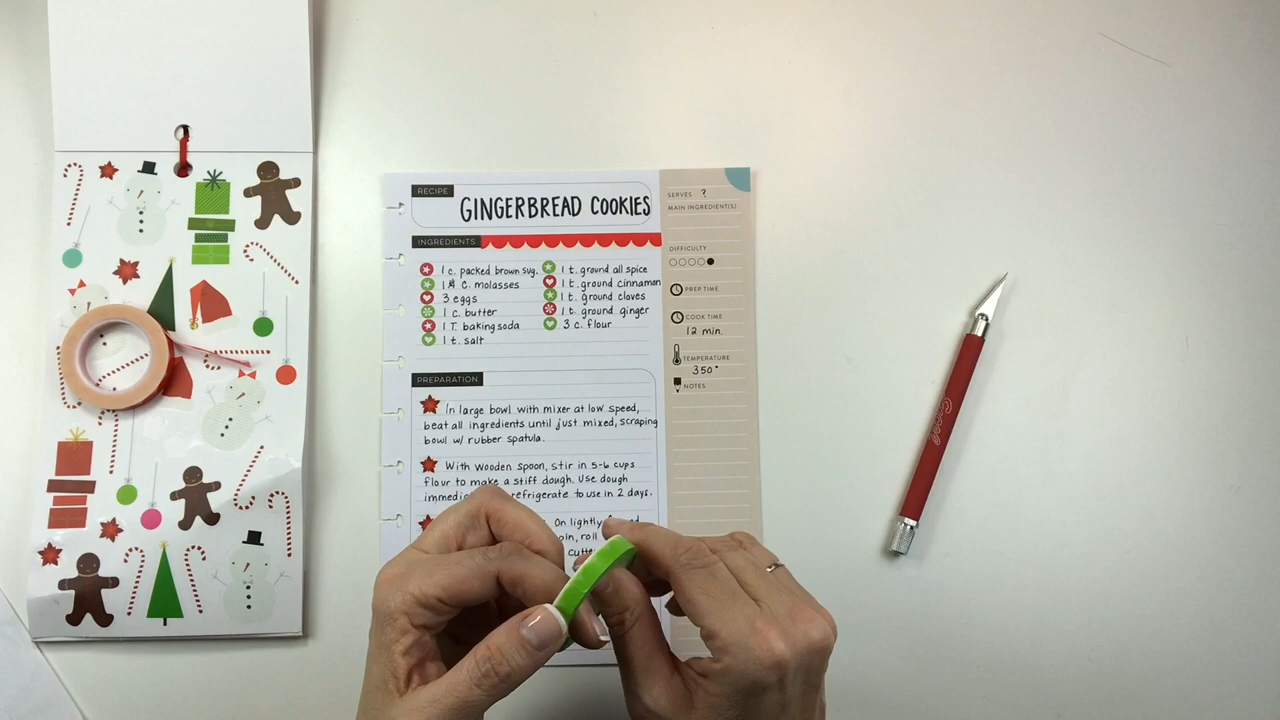 RECIPE
GINGERBREAD COOKIES
INGREDIENTS
1 c. packed brown sug.
1 c. molasses
3 eggs
1 c. butter
1 T. baking soda
1 t. salt
1 t. ground all spice
1 t. ground cinnamon
1 t. ground cloves
1 t. ground ginger
3 c. flour
PREPARATION
In large bowl with mixer at low speed,
beat all ingredients until just mixed, scraping
bowl w/ rubber spatula.
With wooden spoon, stir in 5-6 cups
flour to make a stiff dough. Use dough
refrigerate to use in 2 days.
On lightly
roll
SERVES ?
MAIN INGREDIENT(S)
DIFFICULTY
PREP TIME
COOK TIME
12 min.
TEMPERATURE
350°
NOTES